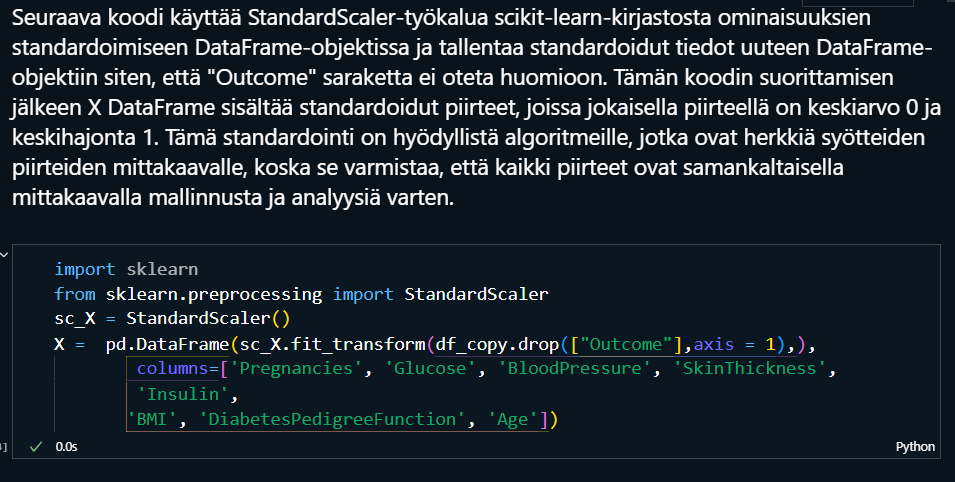 Seuraava koodi käyttää StandardScaler-työkalua scikit-learn-kirjastosta ominaisuuksien
standardoimiseen DataFrame-objektissa ja tallentaa standardoidut tiedot uuteen DataFrame-
objektiin siten, että "Outcome" saraketta ei oteta huomioon. Tämän koodin suorittamisen
jälkeen X DataFrame sisältää standardoidut piirteet, joissa jokaisella piirteellä on keskiarvo 0 ja
keskihajonta 1. Tämä standardointi on hyödyllistä algoritmeille, jotka ovat herkkiä syötteiden
piirteiden mittakaavalle, koska se varmistaa, että kaikki piirteet ovat samankaltaisella
mittakaavalla mallinnusta ja analyysiä varten.
import sklearn
from sklearn.preprocessing import StandardScaler
sc_X = StandardScaler()
X =  pd.DataFrame(sc_X.fit_transform(df_copy.drop(["Outcome"],axis = 1),),
columns=['Pregnancies', 'Glucose', 'BloodPressure', 'SkinThickness',
'Insulin',
'BMI', 'DiabetesPedigreeFunction', 'Age'])
0.0s
Python